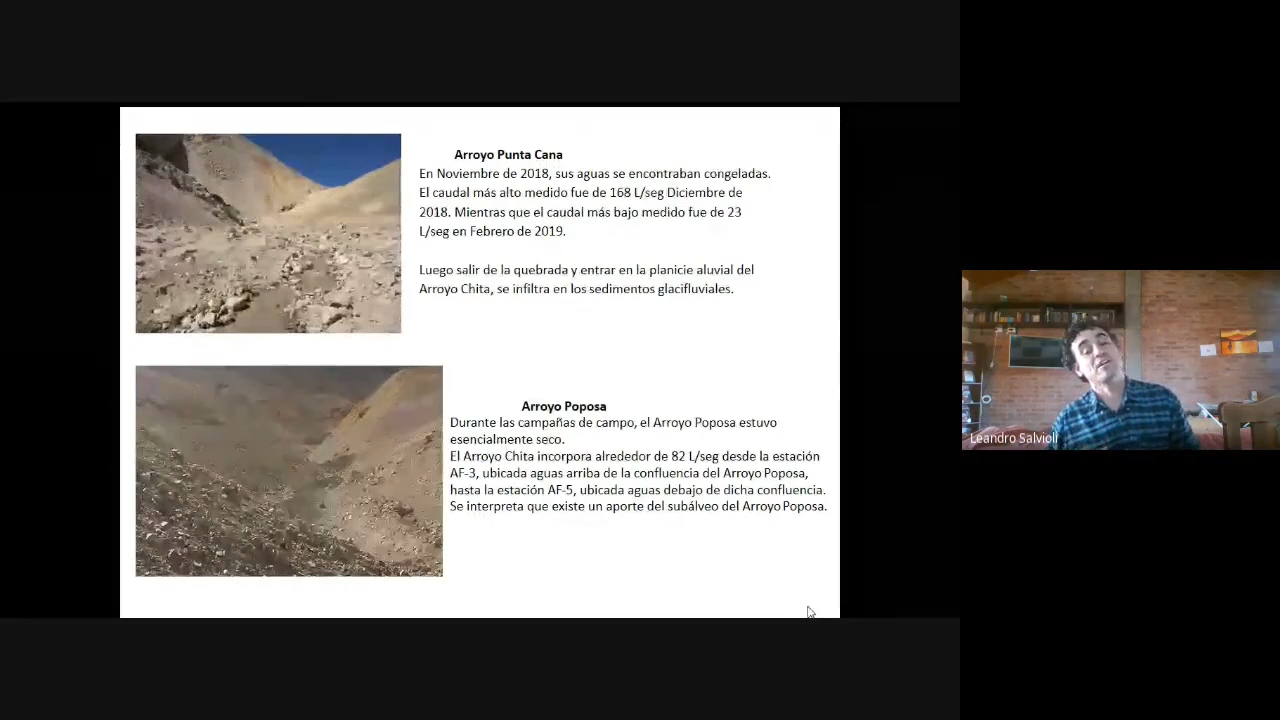 Arroyo Punta Cana
En Noviembre de 2018, sus aguas se encontraban congeladas.
El caudal más alto medido fue de 168 L/seg Diciembre de
2018. Mientras que el caudal más bajo medido fue de 23
L/seg en Febrero de 2019.
Luego salir de la quebrada y entrar en la planicie aluvial del
Arroyo Chita, se infiltra en los sedimentos glacifluviales.
Arroyo Poposa
Durante las campañas de campo, el Arroyo Poposa estuvo
esencialmente seco.
El Arroyo Chita incorpora alrededor de 82 L/seg desde la estación
AF-3, ubicada aguas arriba de la confluencia del Arroyo Poposa,
hasta la estación AF-5, ubicada aguas debajo de dicha confluencia.
Se interpreta que existe un aporte del subálveo del Arroyo Poposa.
Leandro Salvioli